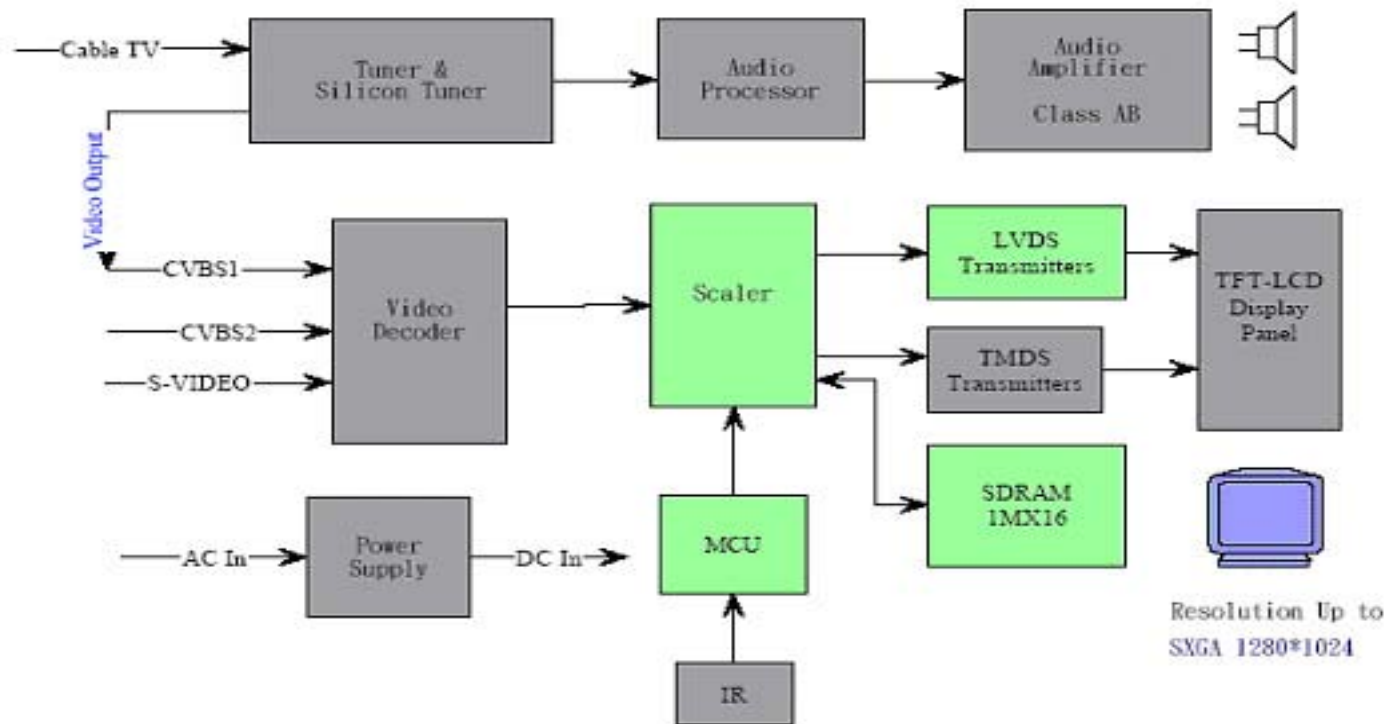 Cable TV
Tuner &
Silicon Tuner
Audio
Processor
Audio
Amplifier
Class AB
Video Output
CVBS1
CVBS2
S-VIDEO
Video
Decoder
Scaler
LVDS
Transmitters
TMDS
Transmitters
TFT-LCD
Display
Panel
SDRAM
1MX16
AC In
Power
Supply
DC In
MCU
IR
Resolution Up to
SXGA 1280*1024